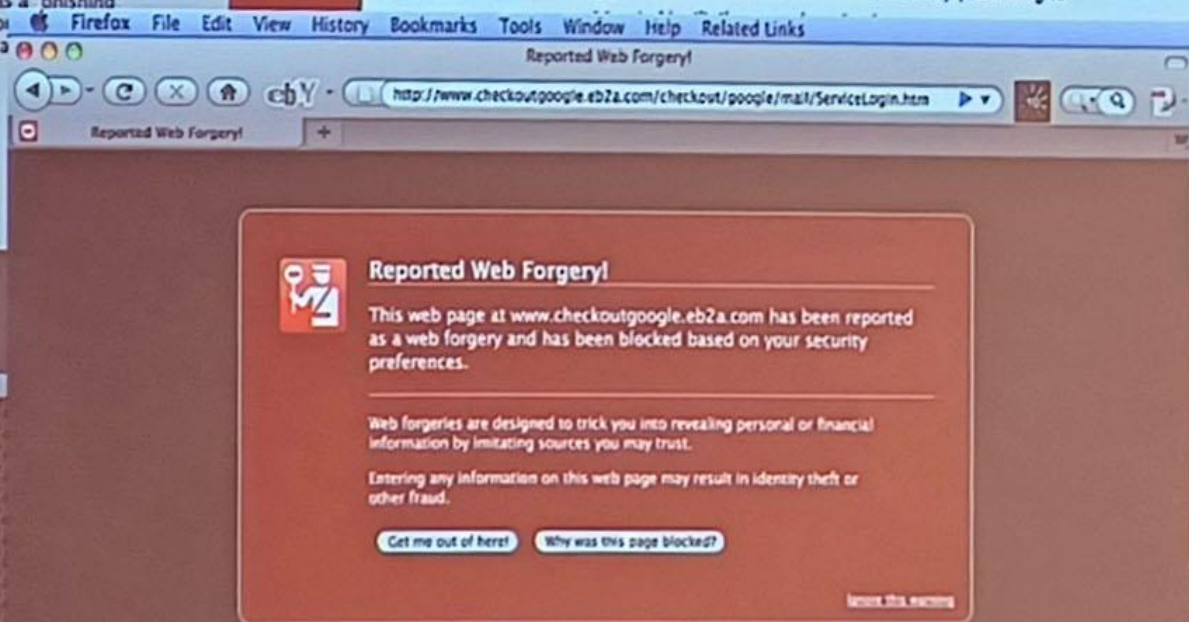 phishing
Firefox File Edit View History Bookmarks Tools Window Help Related Links
Reported Web Forgery!
http://www.checkoutgoogle.eb2a.com/checkout/google/mail/ServiceLogin.htm
Reported Web Forgery!
Reported Web Forgery!
This web page at www.checkoutgoogle.eb2a.com has been reported
as a web forgery and has been blocked based on your security
preferences.
Web forgeries are designed to trick you into revealing personal or financial
information by imitating sources you may trust.
Entering any information on this web page may result in identity theft or
other fraud.
Get me out of here! Why was this page blocked?
Ignore this warning